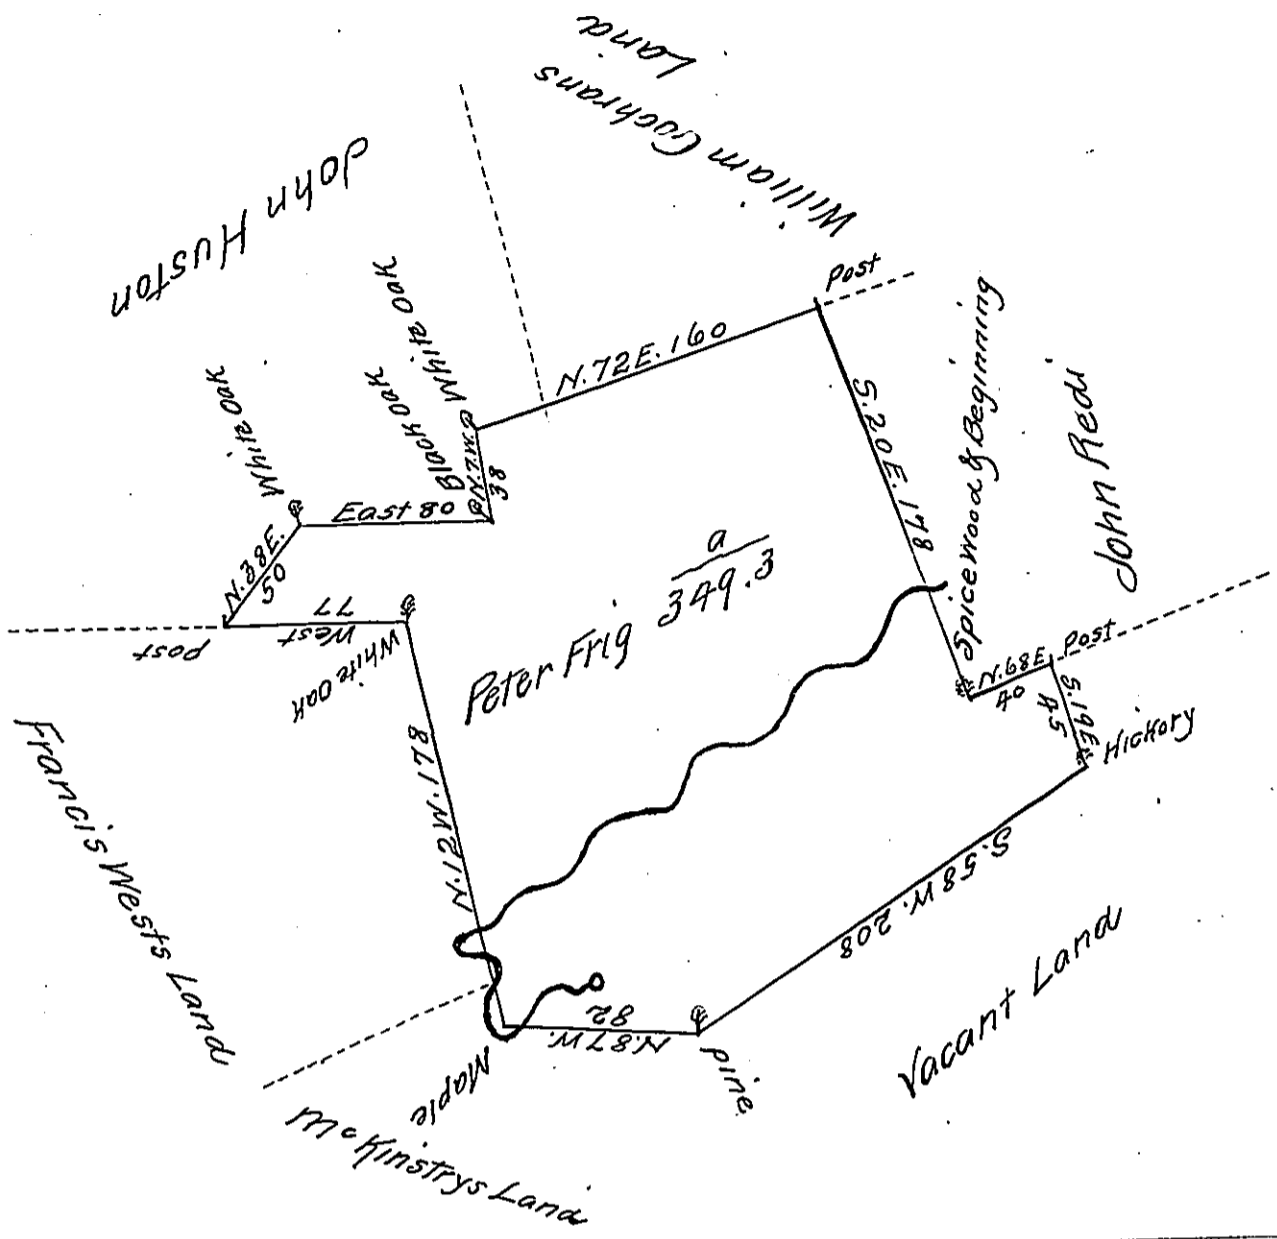 William Cochrans
Land
John Huston
Post
N.72E. 160
White Oak
Black Oak
N.7.W.
38
White Oak
East 80
N.38E.
50
Post
West
77
White Oak
S.20E. 178
Spicewood & Beginning
John Reds
N.68E.
40
Post
S.19E.
45
Hickory
a
349.3
Peter Frig
N.12W. 178
S.58W. 208
Vacant Land
N.87W.
82
Pine
Maple
Francis Wests Land
McKinstrys Land